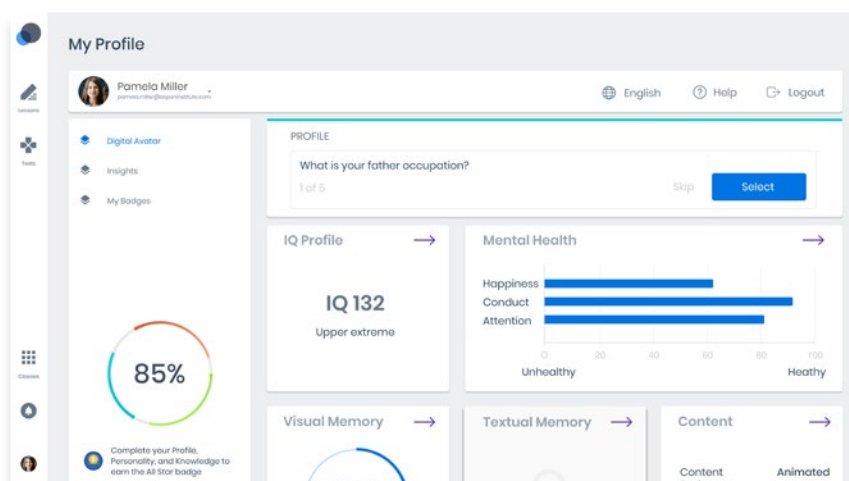 My Profile
Pamela Miller
English
Help
Logout
Lessons
Tools
Digital Avatar
Insights
My Badges
PROFILE
What is your father occupation?
1 of 5
Skip
Select
IQ Profile
IQ 132
Upper extreme
Mental Health
Happiness
Conduct
Attention
0 20 40 60 80 100
Unhealthy Heathy
Classes
85%
Complete your Profile,
Personality, and Knowledge to
earn the All Star badge
Visual Memory
Textual Memory
Content
Content Animated